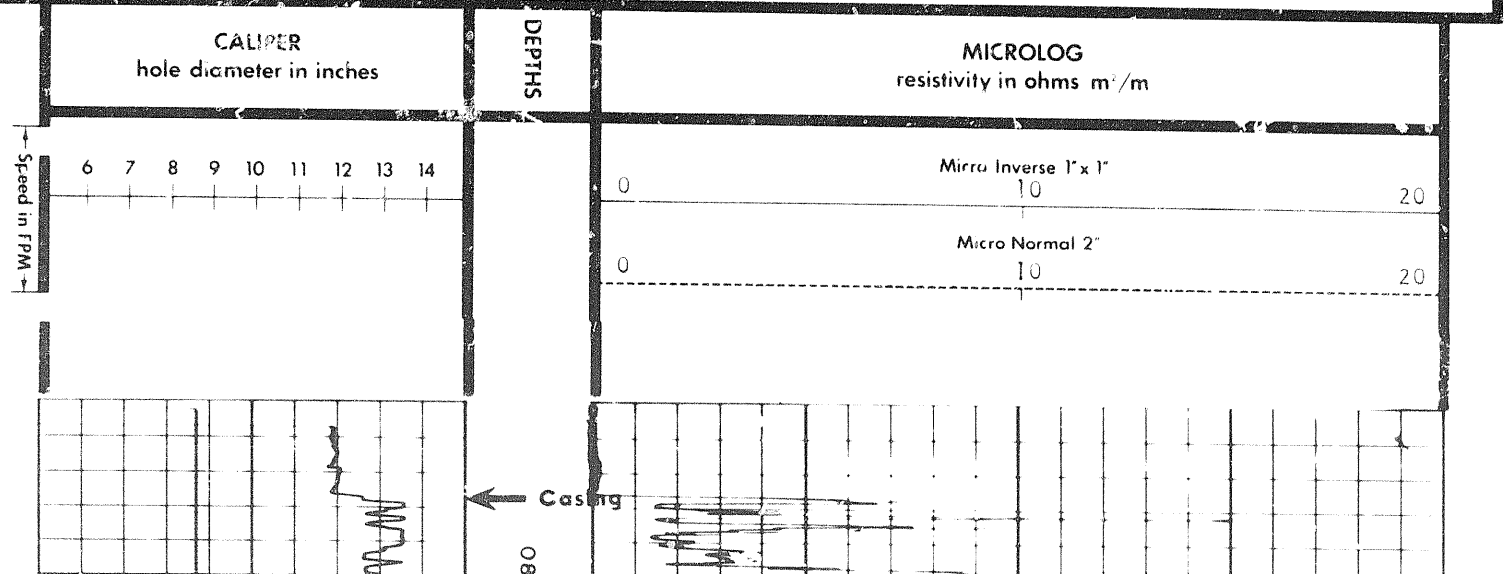 CALIPER
hole diameter in inches
DEPTHS
MICROLOG
resistivity in ohms m²/m
Speed in FPM
6 7 8 9 10 11 12 13 14
Micro Inverse 1" x 1"
0 10 20
Micro Normal 2"
0 10 20
Casing
08